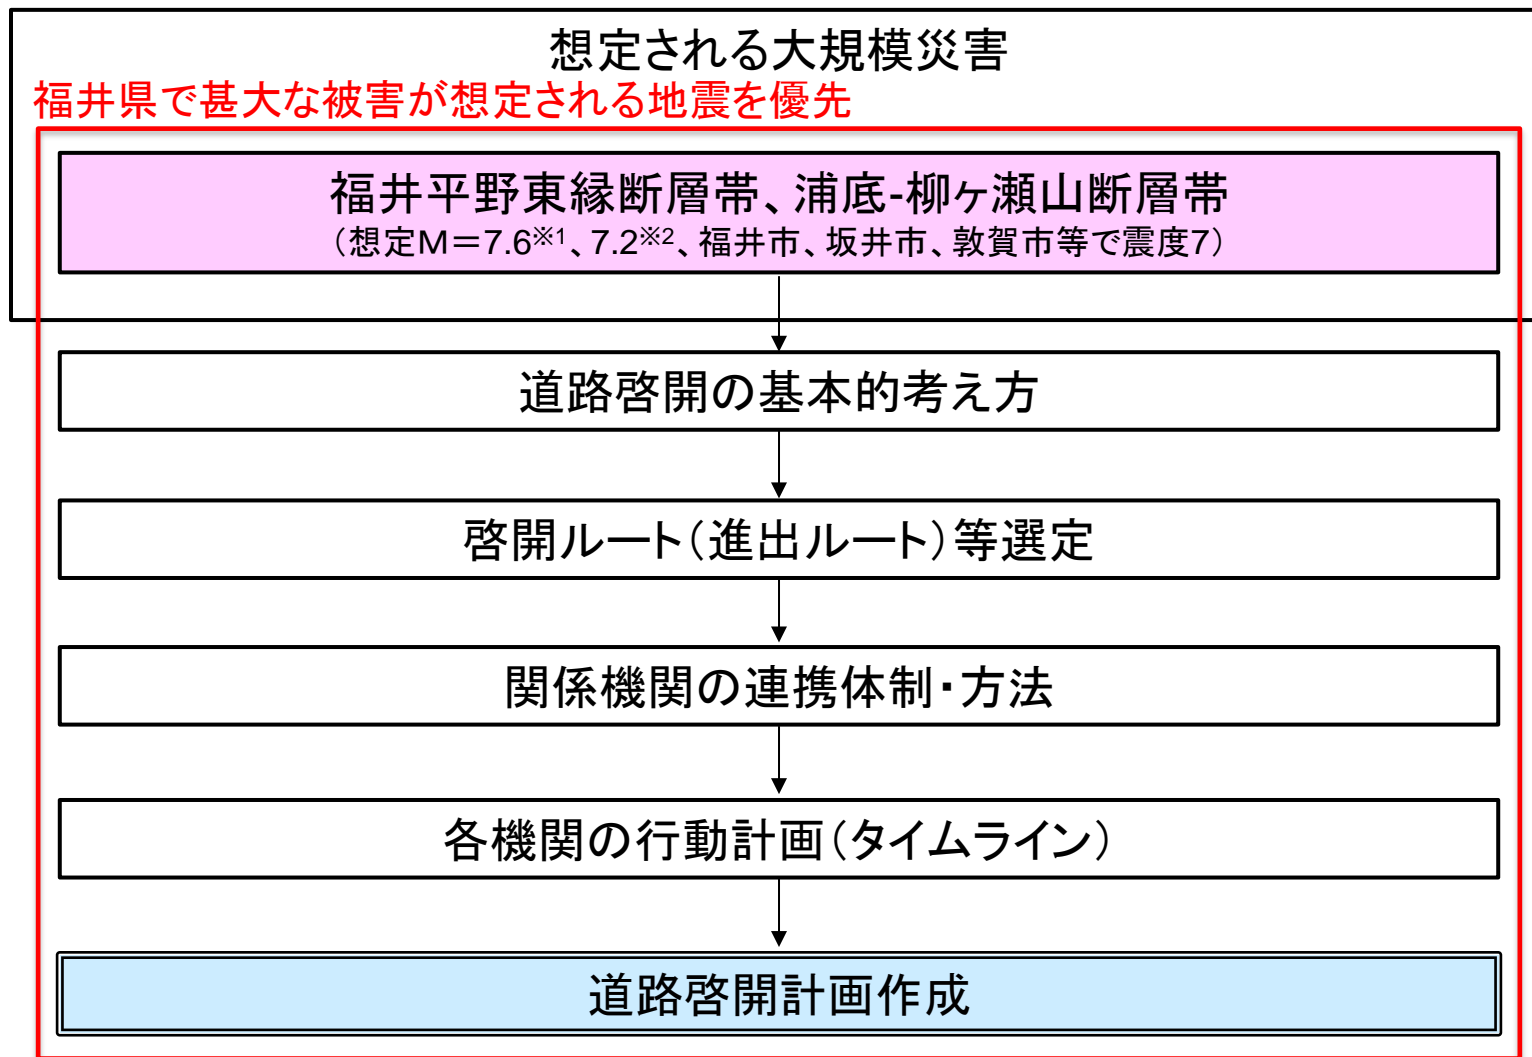 想定される大規模災害
福井県で甚大な被害が想定される地震を優先
福井平野東縁断層帯、浦底-柳ヶ瀬山断層帯
（想定M＝7.6※1、7.2※2、福井市、坂井市、敦賀市等で震度7）
道路啓開の基本的考え方
啓開ルート（進出ルート）等選定
関係機関の連携体制・方法
各機関の行動計画（タイムライン）
道路啓開計画作成